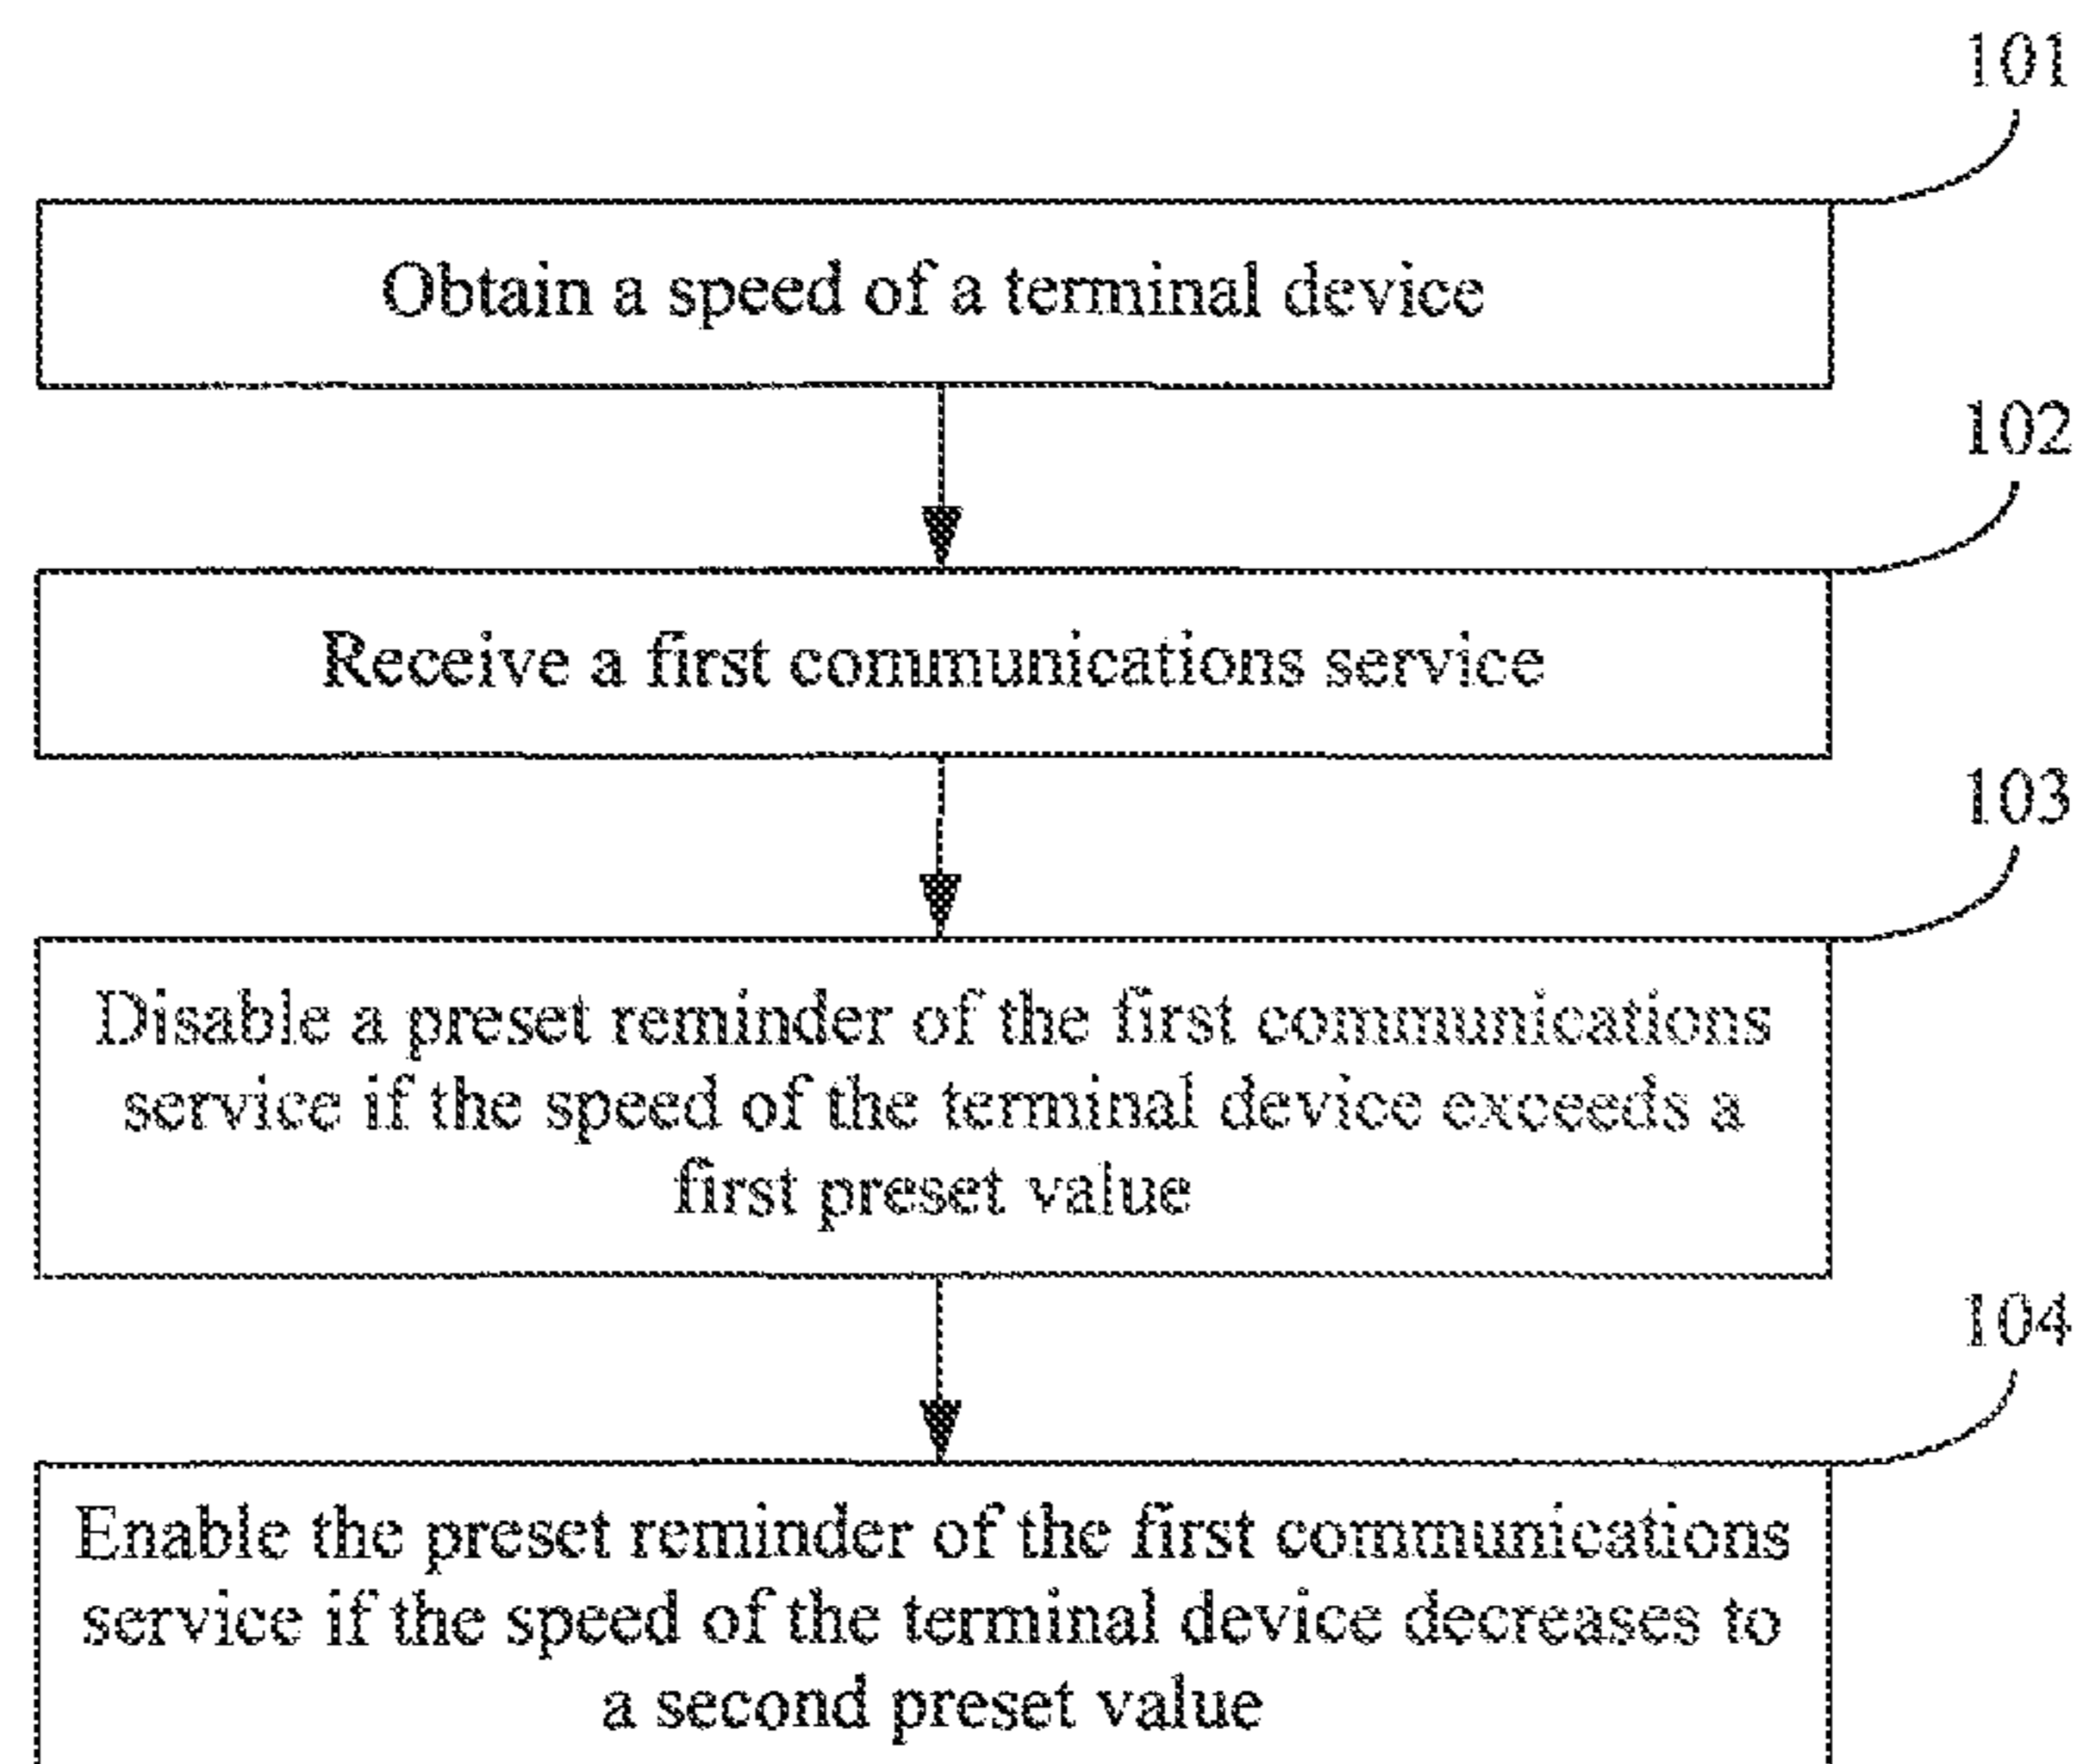 101
Obtain a speed of a terminal device
102
Receive a first communications service
103
Disable a preset reminder of the first communications
service if the speed of the terminal device exceeds a
first preset value
104
Enable the preset reminder of the first communications
service if the speed of the terminal device decreases to
a second preset value